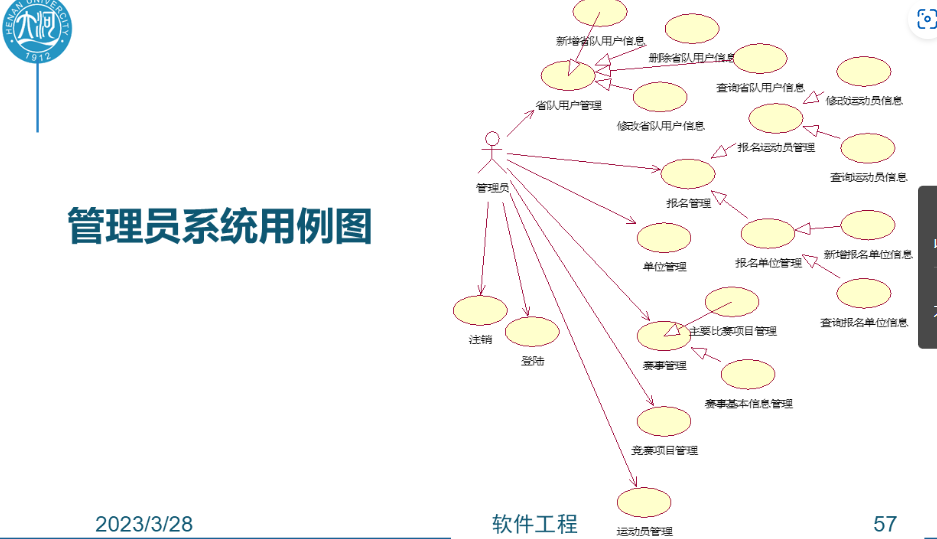 HENAN UNIVERSITY
1912
管理员系统用例图
新增省队用户信息
删除省队用户信息
查询省队用户信息
修改运动员信息
省队用户管理
修改省队用户信息
报名运动员管理
查询运动员信息
管理员
报名管理
单位管理
报名单位管理
新增报名单位信息
注销
登陆
主要比赛项目管理
查询报名单位信息
赛事管理
赛事基本信息管理
竞赛项目管理
运动员管理
2023/3/28
软件工程
57